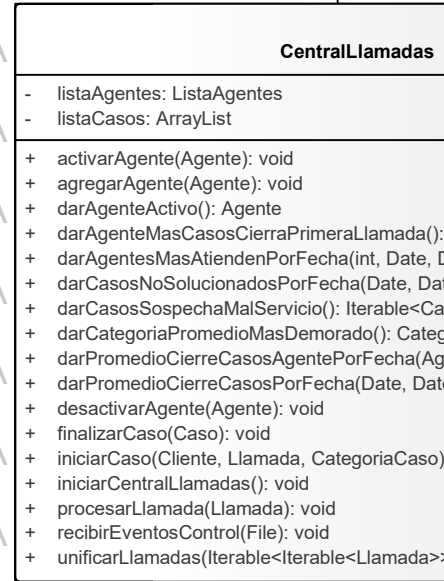 CentralLlamadas
- listaAgentes: ListaAgentes
- listaCasos: ArrayList
+ activarAgente(Agente): void
+ agregarAgente(Agente): void
+ darAgenteActivo(): Agente
+ darAgenteMasCasosCierraPrimeraLlamada():
+ darAgentesMasAtiendenPorFecha(int, Date,
+ darCasosNoSolucionadosPorFecha(Date,
+ darCasosSospechaMalServicio():
+ darCategoriaPromedioMasDemorado():
+ darPromedioCierreCasosAgentePorFecha(
+ darPromedioCierreCasosPorFecha(Date,
+ desactivarAgente(Agente): void
+ finalizarCaso(Caso): void
+ iniciarCaso(Cliente, Llamada, CategoriaCaso)
+ iniciarCentralLlamadas(): void
+ procesarLlamada(Llamada): void
+ recibirEventosControl(File): void
+ unificarLlamadas(Iterable<Iterable<Llamada>>